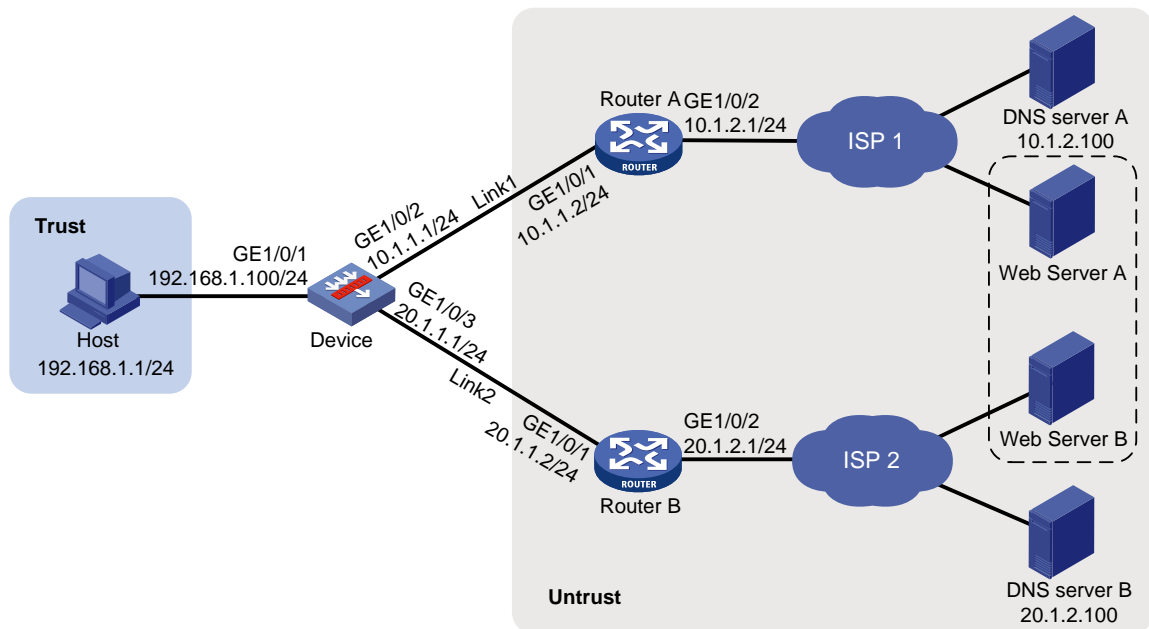 Trust
GE1/0/1
192.168.1.100/24
Host
192.168.1.1/24
Device
GE1/0/2
10.1.1.1/24
Link1
GE1/0/3
20.1.1.1/24
Link2
Router A
ROUTER
GE1/0/1
10.1.1.2/24
GE1/0/2
10.1.2.1/24
ISP 1
DNS server A
10.1.2.100
Web Server A
GE1/0/1
20.1.1.2/24
ROUTER
Router B
GE1/0/2
20.1.2.1/24
ISP 2
Web Server B
DNS server B
20.1.2.100
Untrust